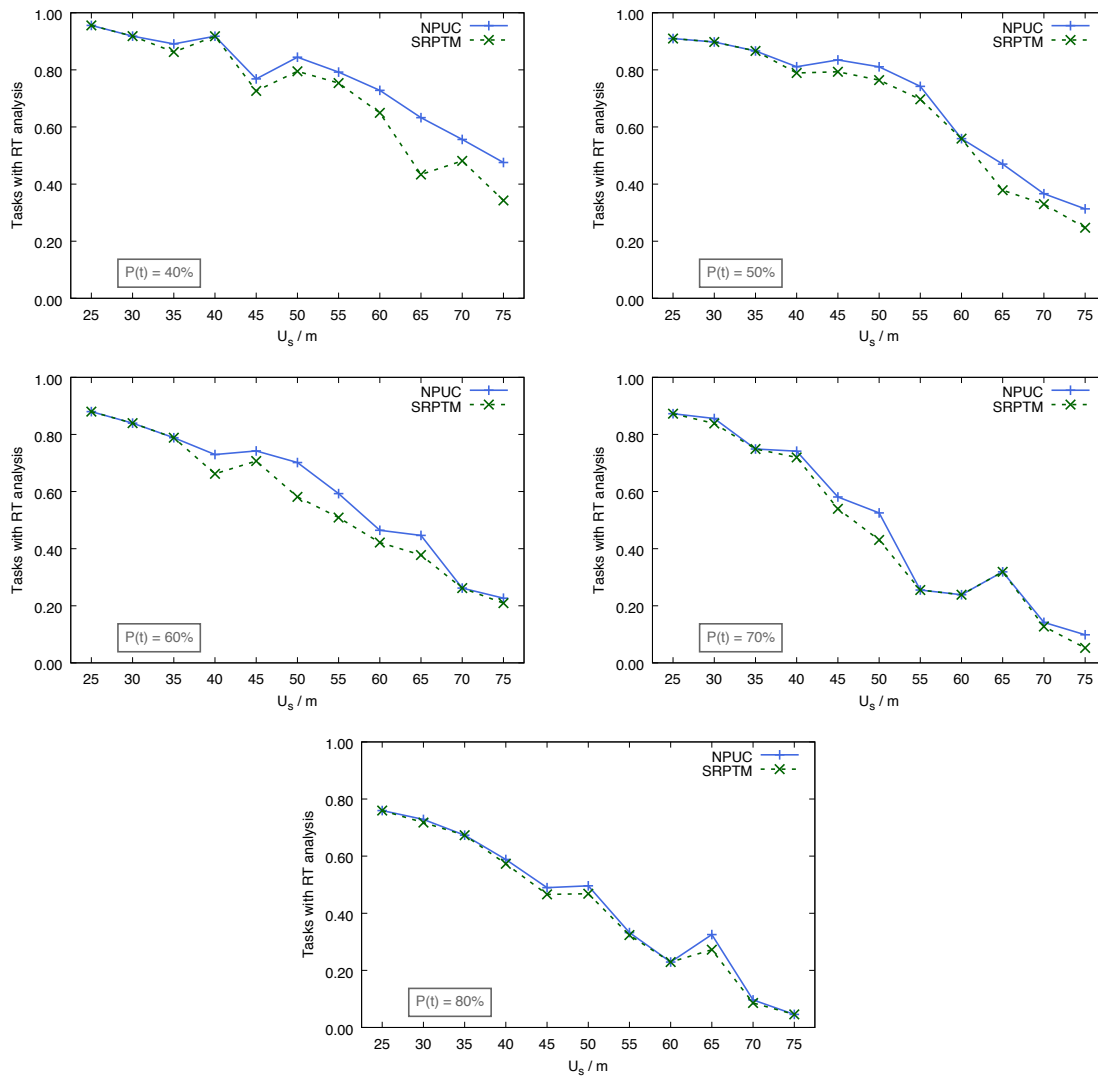 1.00
0.80
0.60
0.40
0.20
0.00
Tasks with RT analysis
NPUC
SRPTM
P(t) = 40%
25 30 35 40 45 50 55 60 65 70 75
U_s / m
1.00
0.80
0.60
0.40
0.20
0.00
Tasks with RT analysis
NPUC
SRPTM
P(t) = 50%
25 30 35 40 45 50 55 60 65 70 75
U_s / m
1.00
0.80
0.60
0.40
0.20
0.00
Tasks with RT analysis
NPUC
SRPTM
P(t) = 60%
25 30 35 40 45 50 55 60 65 70 75
U_s / m
1.00
0.80
0.60
0.40
0.20
0.00
Tasks with RT analysis
NPUC
SRPTM
P(t) = 70%
25 30 35 40 45 50 55 60 65 70 75
U_s / m
1.00
0.80
0.60
0.40
0.20
0.00
Tasks with RT analysis
NPUC
SRPTM
P(t) = 80%
25 30 35 40 45 50 55 60 65 70 75
U_s / m